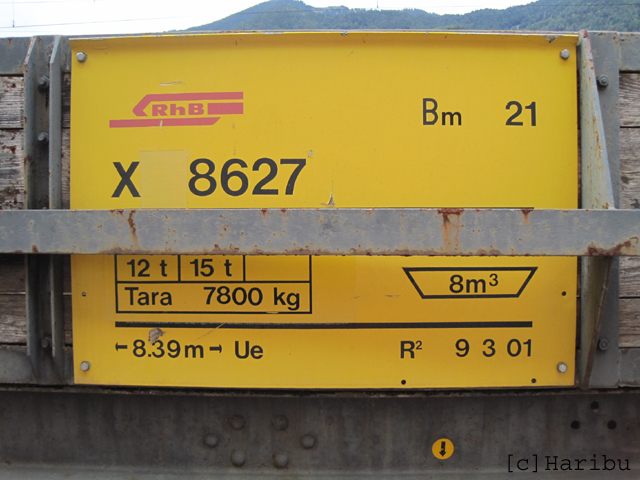 RhB
Bm 21
X 8627
12 t 15 t
Tara 7800 kg
8m³
←8.39m→ Ue
R² 9 3 01
[c]Haribu